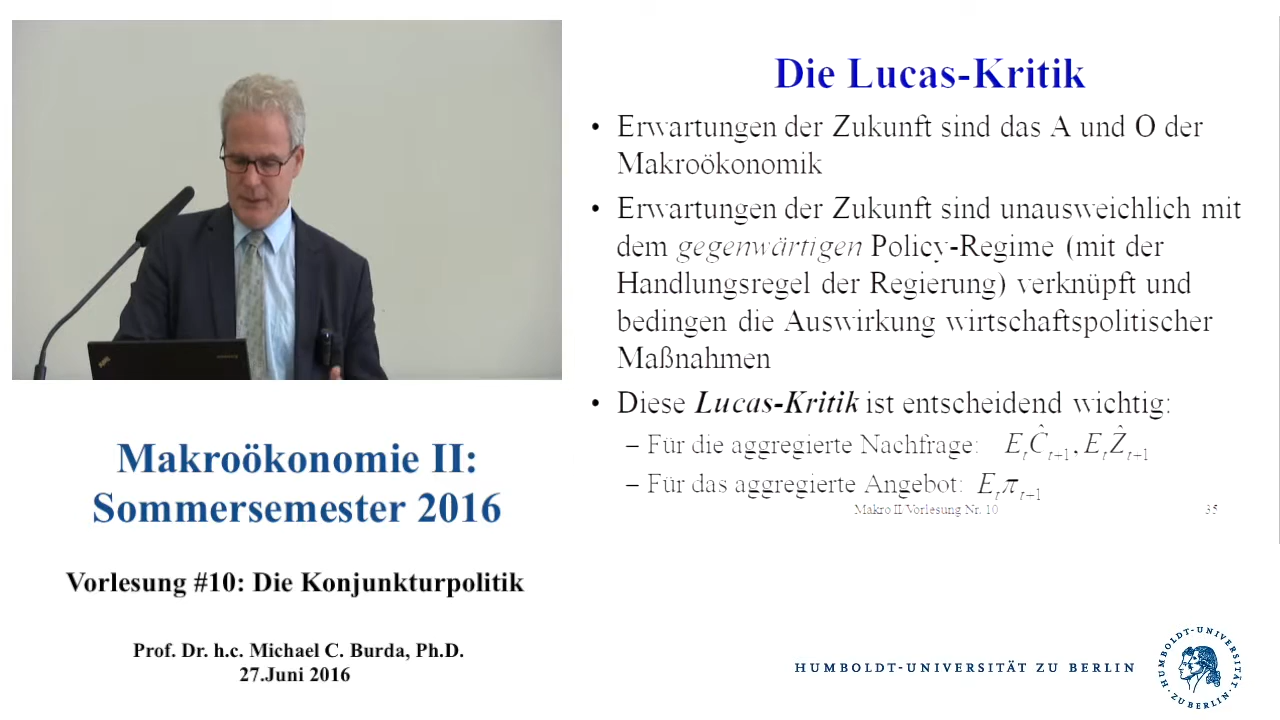 Die Lucas-Kritik
• Erwartungen der Zukunft sind das A und O der
Makroökonomik
• Erwartungen der Zukunft sind unausweichlich mit
dem gegenwärtigen Policy-Regime (mit der
Handlungsregel der Regierung) verknüpft und
bedingen die Auswirkung wirtschaftspolitischer
Maßnahmen
• Diese Lucas-Kritik ist entscheidend wichtig:
– Für die aggregierte Nachfrage: E_tĈ_{t+1}, E_tẐ_{t+1}
– Für das aggregierte Angebot: E_tπ_{t+1}
Makro II Vorlesung Nr. 10
35
Makroökonomie II:
Sommersemester 2016
Vorlesung #10: Die Konjunkturpolitik
Prof. Dr. h.c. Michael C. Burda, Ph.D.
27.Juni 2016
HUMBOLDT-UNIVERSITÄT ZU BERLIN
HUMBOLDT-UNIVERSITÄT · ZU BERLIN ·